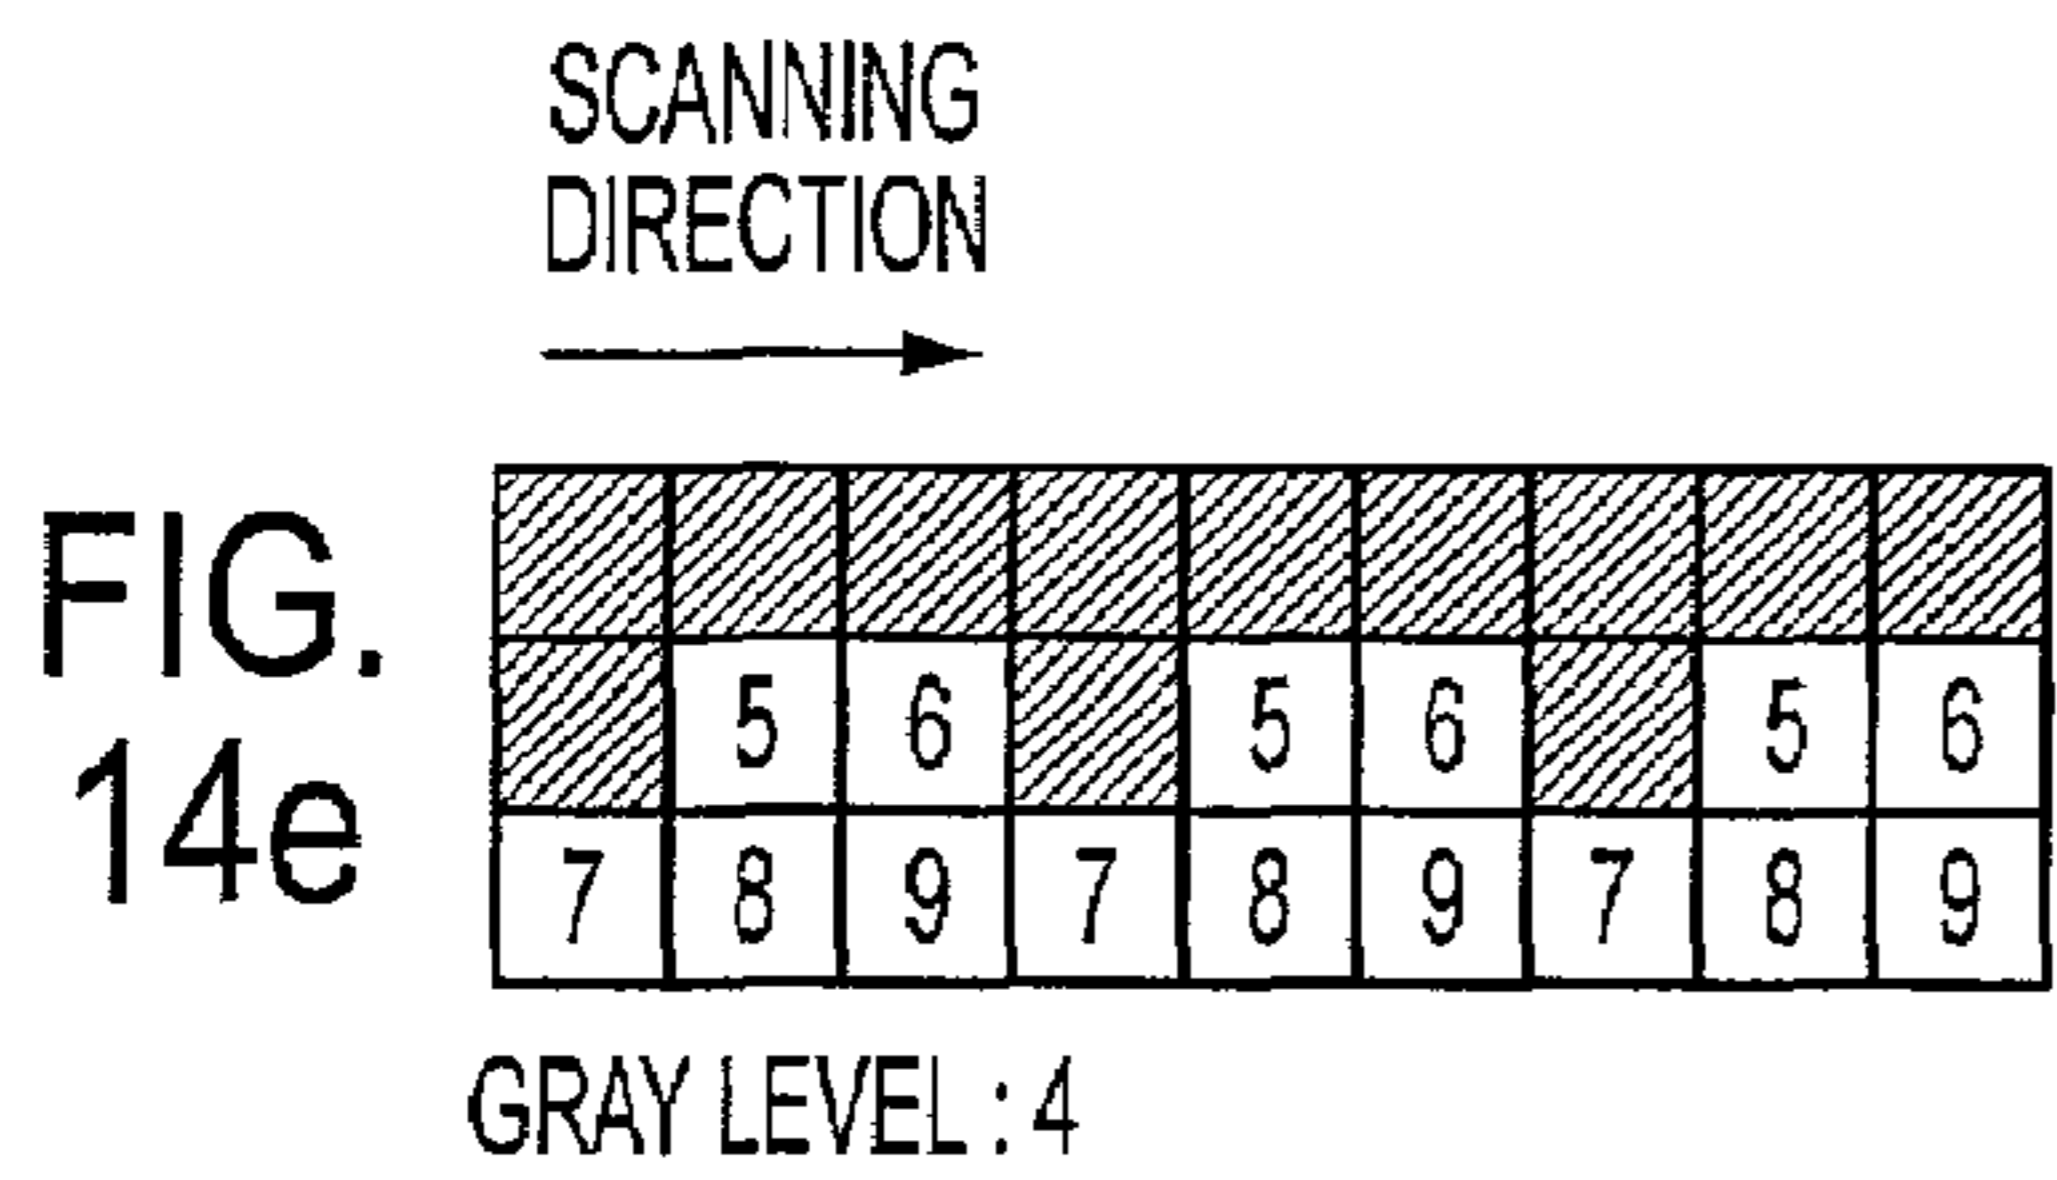 SCANNING
DIRECTION
FIG.
14e
5 6 5 6 5 6
7 8 9 7 8 9 7 8 9
GRAY LEVEL : 4